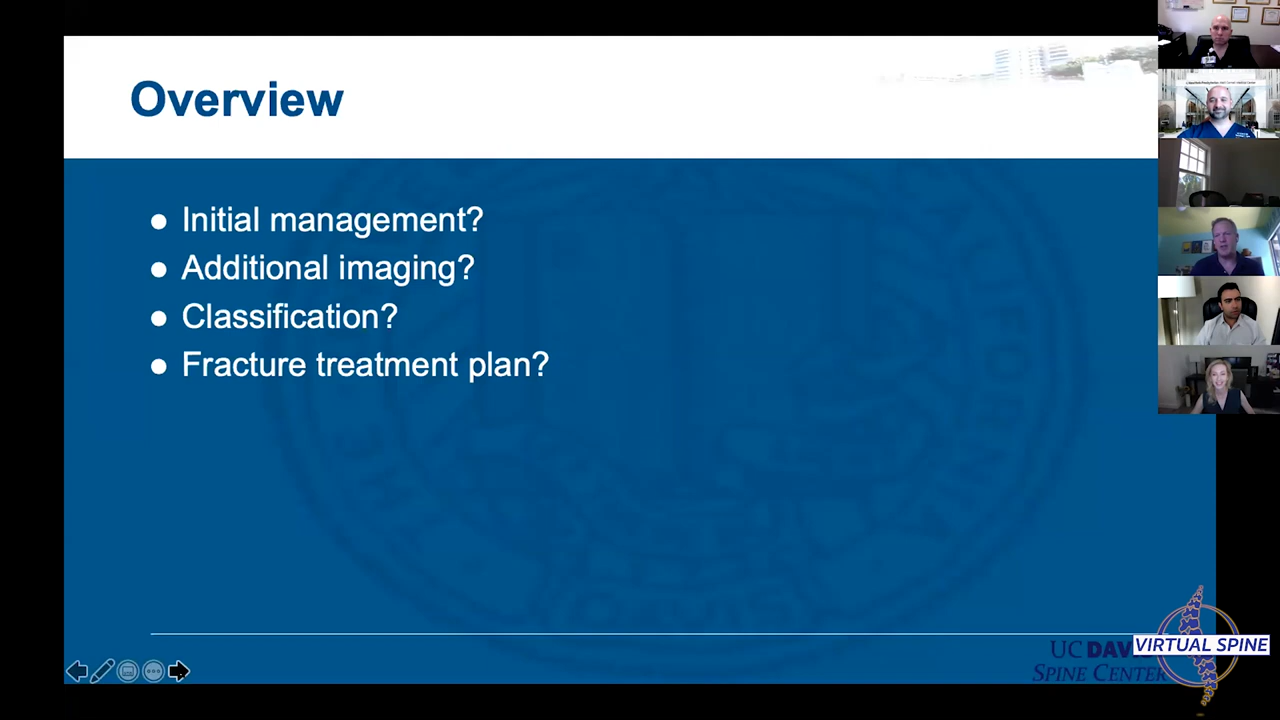 Overview
● Initial management?
● Additional imaging?
● Classification?
● Fracture treatment plan?
UC DAV
SPINE CENTER
VIRTUAL SPINE